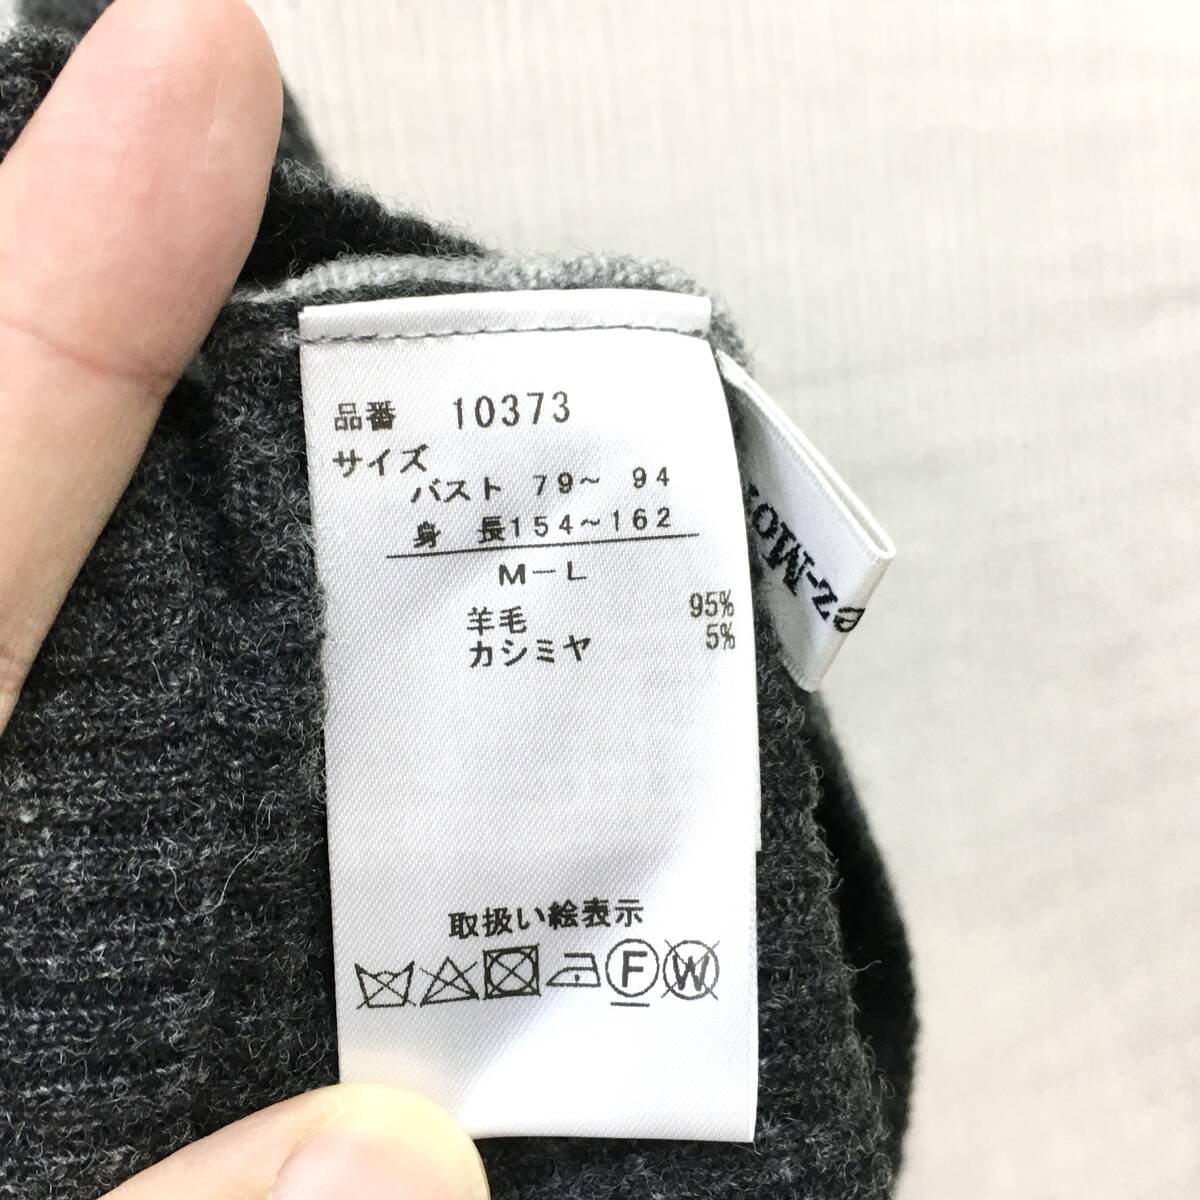 品番 10373
サイズ
バスト 79~ 94
身 長154~162
M-L
羊毛 95%
カシミヤ 5%
取扱い絵表示
F W